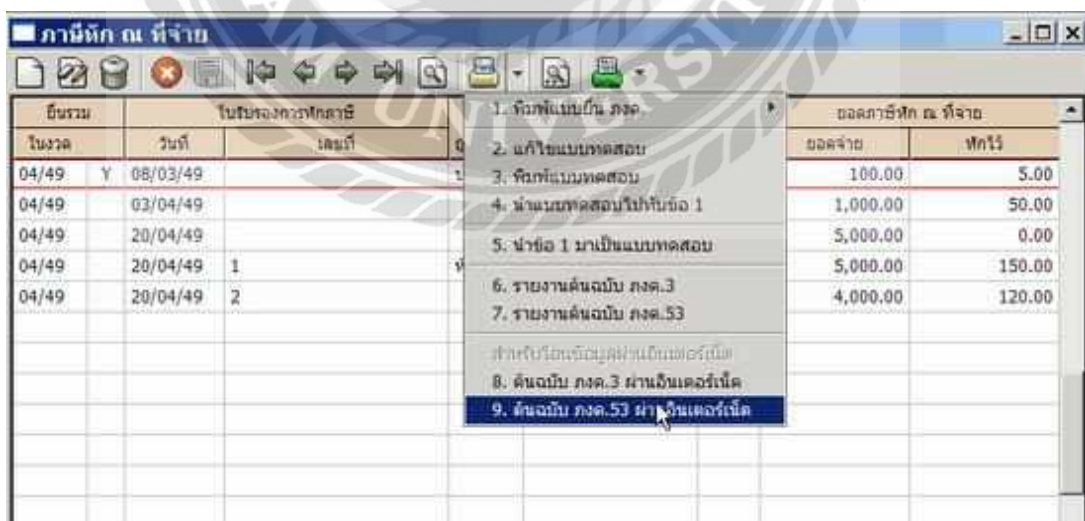 ภาษีหัก ณ ที่จ่าย
ยื่นรวม ใบรับรองการหักภาษี ยอดภาษีหัก ณ ที่จ่าย
ในงวด วันที่ เลขที่ ยอดจ่าย หักไว้
04/49 Y 08/03/49 100.00 5.00
04/49 03/04/49 1,000.00 50.00
04/49 20/04/49 5,000.00 0.00
04/49 20/04/49 1 5,000.00 150.00
04/49 20/04/49 2 4,000.00 120.00
1. พิมพ์แบบยื่น ภงด.
2. แก้ไขแบบทดสอบ
3. พิมพ์แบบทดสอบ
4. นำแบบทดสอบไปทับข้อ 1
5. นำข้อ 1 มาเป็นแบบทดสอบ
6. รายงานต้นฉบับ ภงด.3
7. รายงานต้นฉบับ ภงด.53
สำหรับโอนข้อมูลผ่านอินเตอร์เน็ต
8. ต้นฉบับ ภงด.3 ผ่านอินเตอร์เน็ต
9. ต้นฉบับ ภงด.53 ผ่านอินเตอร์เน็ต